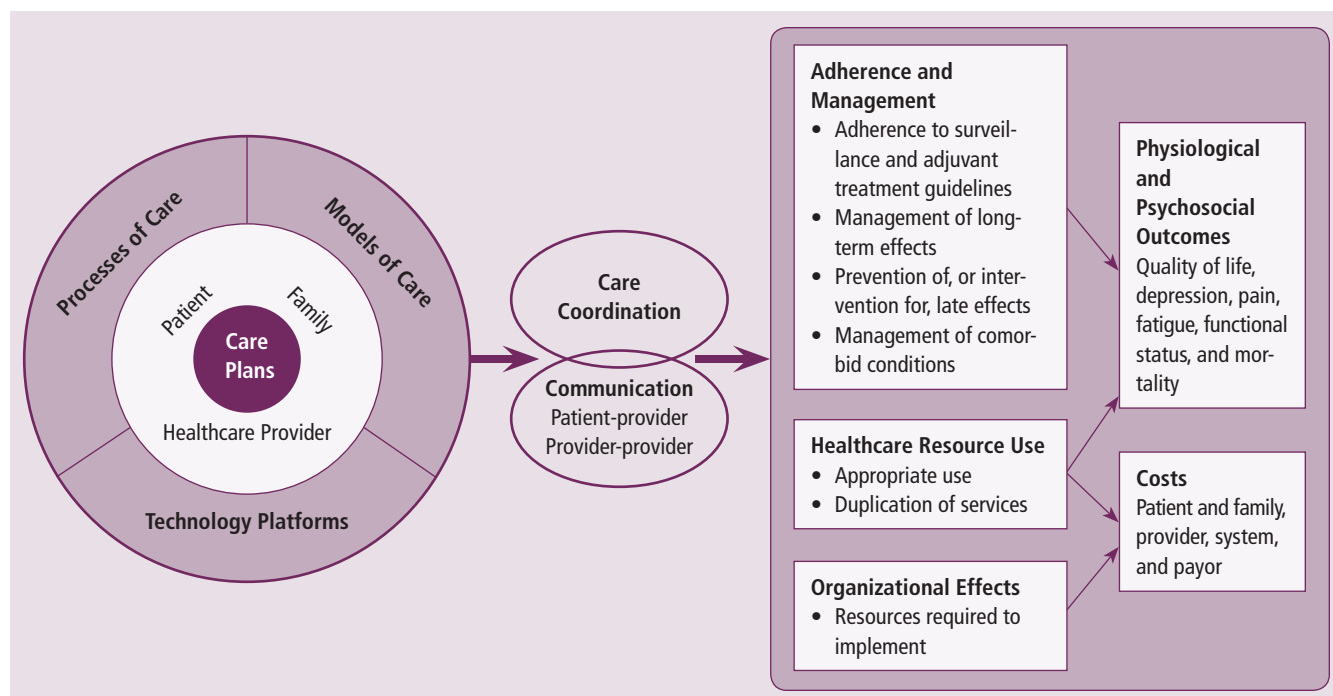 Processes of Care
Models of Care
Patient
Family
Care
Plans
Healthcare Provider
Technology Platforms
Care
Coordination
Communication
Patient-provider
Provider-provider
Adherence and
Management
• Adherence to surveil-
lance and adjuvant
treatment guidelines
• Management of long-
term effects
• Prevention of, or inter-
vention for, late effects
• Management of comor-
bid conditions
Healthcare Resource Use
• Appropriate use
• Duplication of services
Organizational Effects
• Resources required to
implement
Physiological
and
Psychosocial
Outcomes
Quality of life,
depression, pain,
fatigue, functional
status, and mor-
tality
Costs
Patient and family,
provider, system,
and payor